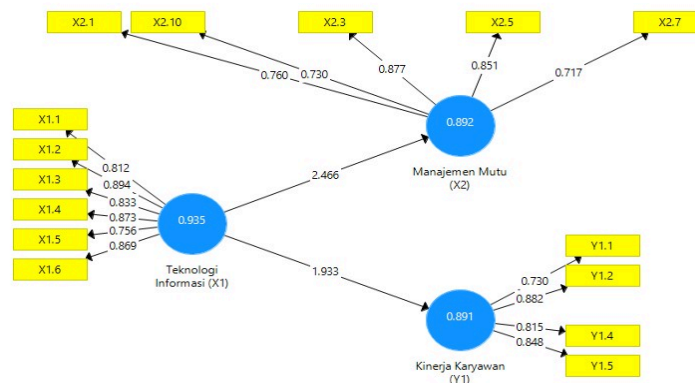 X2.1
X2.10
X2.3
X2.5
X2.7
0.760
0.730
0.877
0.851
0.717
0.892
Manajemen Mutu
(X2)
X1.1
X1.2
X1.3
X1.4
X1.5
X1.6
0.812
0.894
0.833
0.873
0.756
0.869
0.935
Teknologi
Informasi (X1)
2.466
1.933
Y1.1
Y1.2
Y1.4
Y1.5
0.730
0.882
0.815
0.848
0.891
Kinerja Karyawan
(Y1)